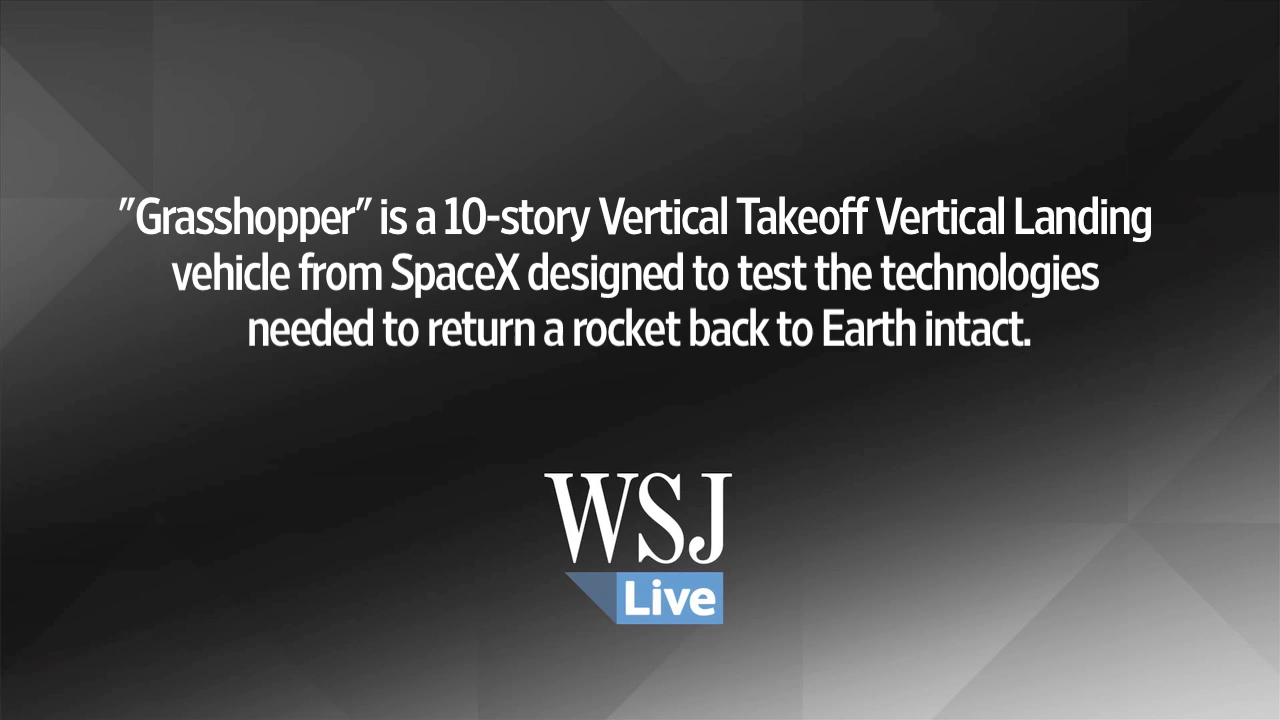 "Grasshopper" is a 10-story Vertical Takeoff Vertical Landing
vehicle from SpaceX designed to test the technologies
needed to return a rocket back to Earth intact.
WSJ
Live